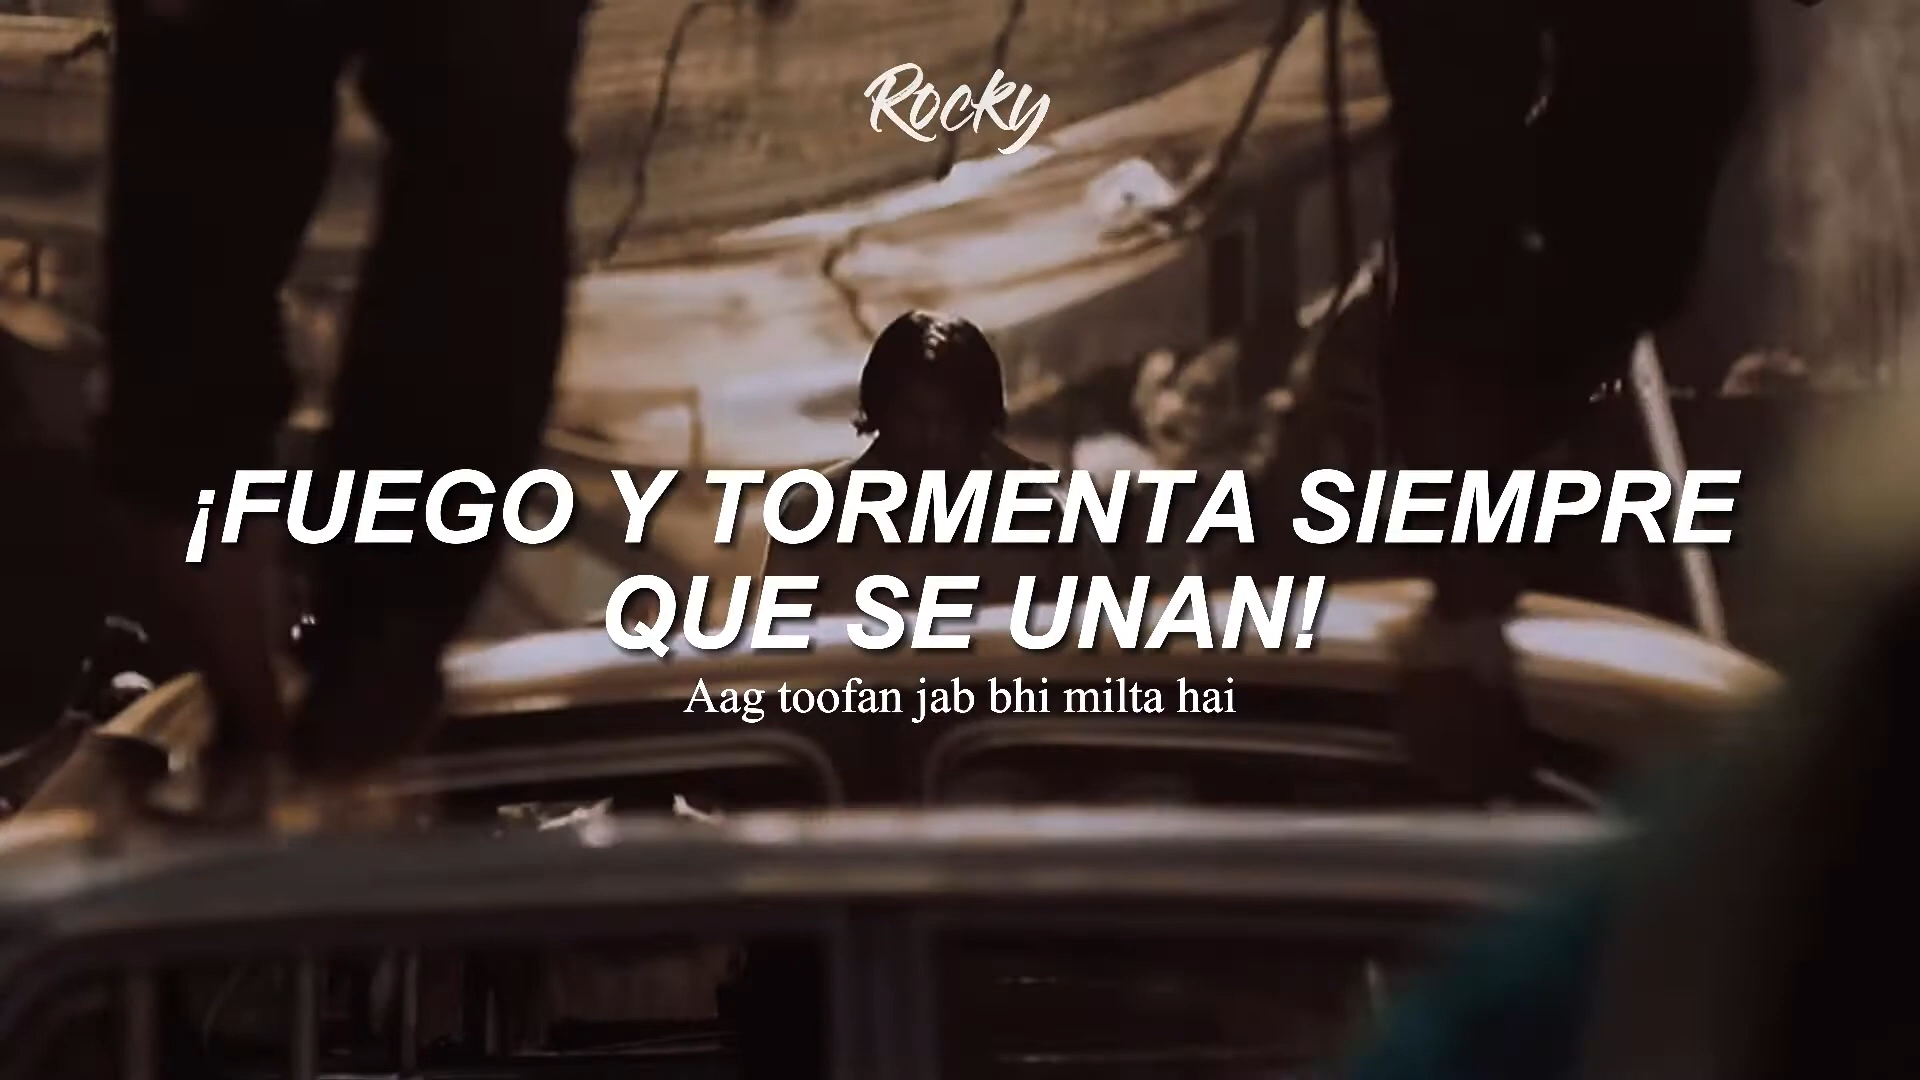 Rocky
¡FUEGO Y TORMENTA SIEMPRE
QUE SE UNAN!
Aag toofan jab bhi milta hai